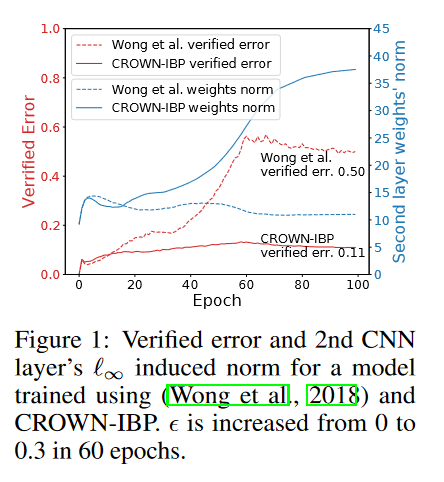 1.0
0.8
0.6
0.4
0.2
0.0
Verrified Error
45
40
35
30
25
20
15
10
5
0
Second layer weights' norm
Wong et al. verified error
CROWN-IBP verified error
Wong et al. weights norm
CROWN-IBP weights norm
Wong et al.
verified err. 0.50
CROWN-IBP
verified err. 0.11
0 20 40 60 80 100
Epoch
Figure 1: Verified error and 2nd CNN
layer's ℓ∞ induced norm for a model
trained using (Wong et al., 2018) and
CROWN-IBP. ϵ is increased from 0 to
0.3 in 60 epochs.